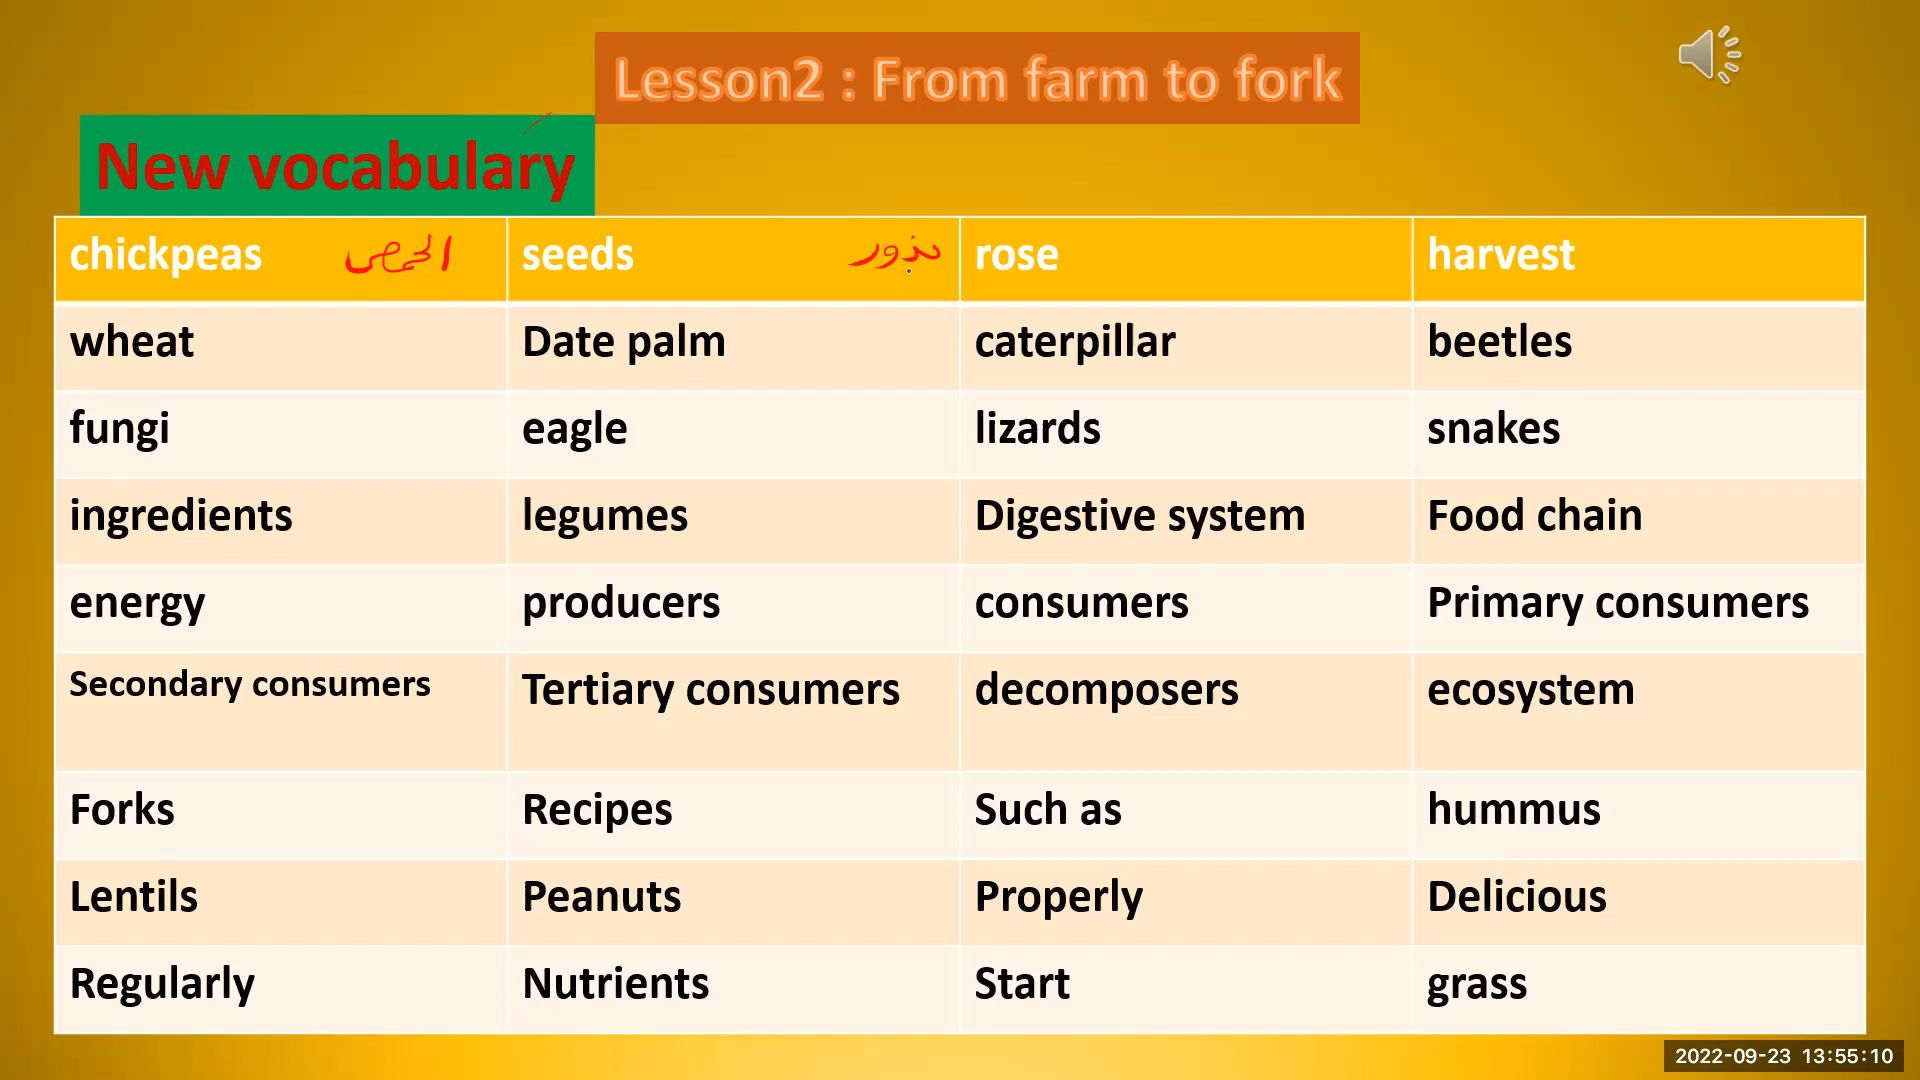 Lesson2 : From farm to fork
New vocabulary
chickpeas الحمص seeds بذور rose harvest
wheat Date palm caterpillar beetles
fungi eagle lizards snakes
ingredients legumes Digestive system Food chain
energy producers consumers Primary consumers
Secondary consumers Tertiary consumers decomposers ecosystem
Forks Recipes Such as hummus
Lentils Peanuts Properly Delicious
Regularly Nutrients Start grass
2022-09-23 13:55:10